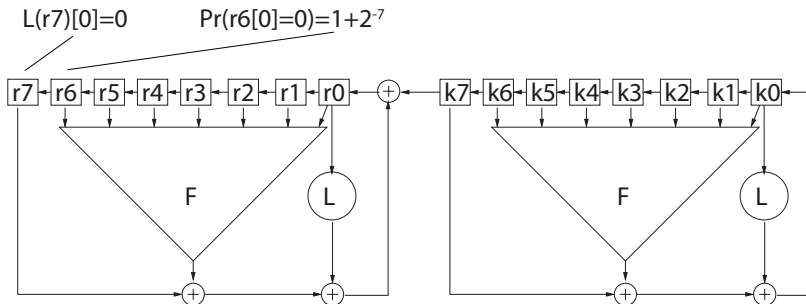 L(r7)[0]=0 Pr(r6[0]=0)=1+2⁻⁷
r7 r6 r5 r4 r3 r2 r1 r0 + k7 k6 k5 k4 k3 k2 k1 k0
F L F L
+ + + +